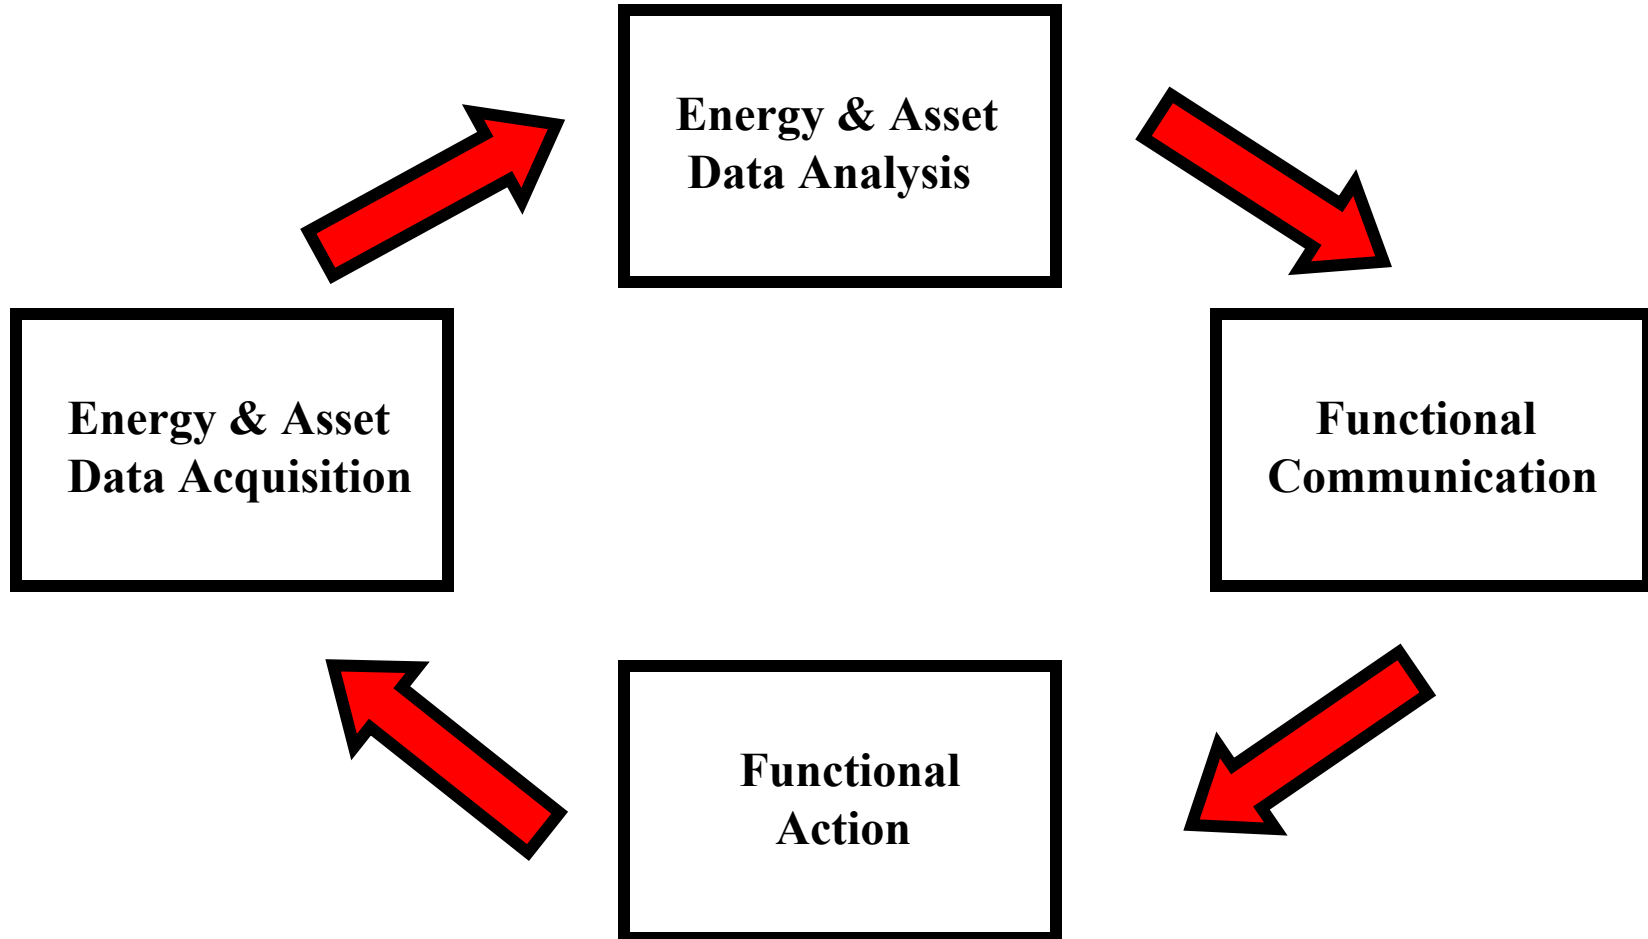 Energy & Asset
Data Analysis
Energy & Asset
Data Acquisition
Functional
Communication
Functional
Action